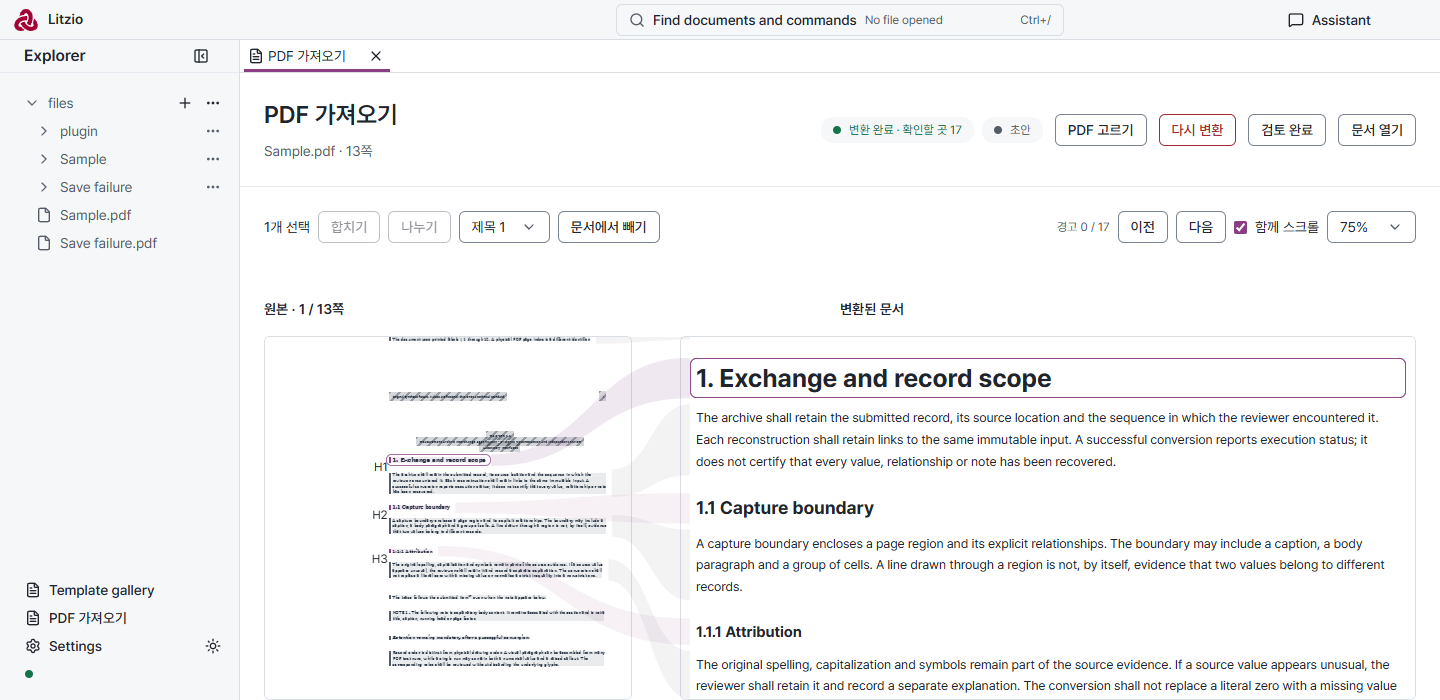 Litzio
Find documents and commands No file opened Ctrl+/
Assistant
Explorer
PDF 가져오기
files
plugin
Sample
Save failure
Sample.pdf
Save failure.pdf
Template gallery
PDF 가져오기
Settings
PDF 가져오기
Sample.pdf · 13쪽
변환 완료 · 확인할 곳 17
초안
PDF 고르기
다시 변환
검토 완료
문서 열기
1개 선택
합치기
나누기
제목 1
문서에서 빼기
경고 0 / 17
이전
다음
함께 스크롤
75%
원본 · 1 / 13쪽
변환된 문서
H1
1. Exchange and record scope
H2
1.1 Capture boundary
H3
1.1.1 Attribution
1. Exchange and record scope
The archive shall retain the submitted record, its source location and the sequence in which the reviewer encountered it.
Each reconstruction shall retain links to the same immutable input. A successful conversion reports execution status; it
does not certify that every value, relationship or note has been recovered.
1.1 Capture boundary
A capture boundary encloses a page region and its explicit relationships. The boundary may include a caption, a body
paragraph and a group of cells. A line drawn through a region is not, by itself, evidence that two values belong to different
records.
1.1.1 Attribution
The original spelling, capitalization and symbols remain part of the source evidence. If a source value appears unusual, the
reviewer shall retain it and record a separate explanation. The conversion shall not replace a literal zero with a missing value